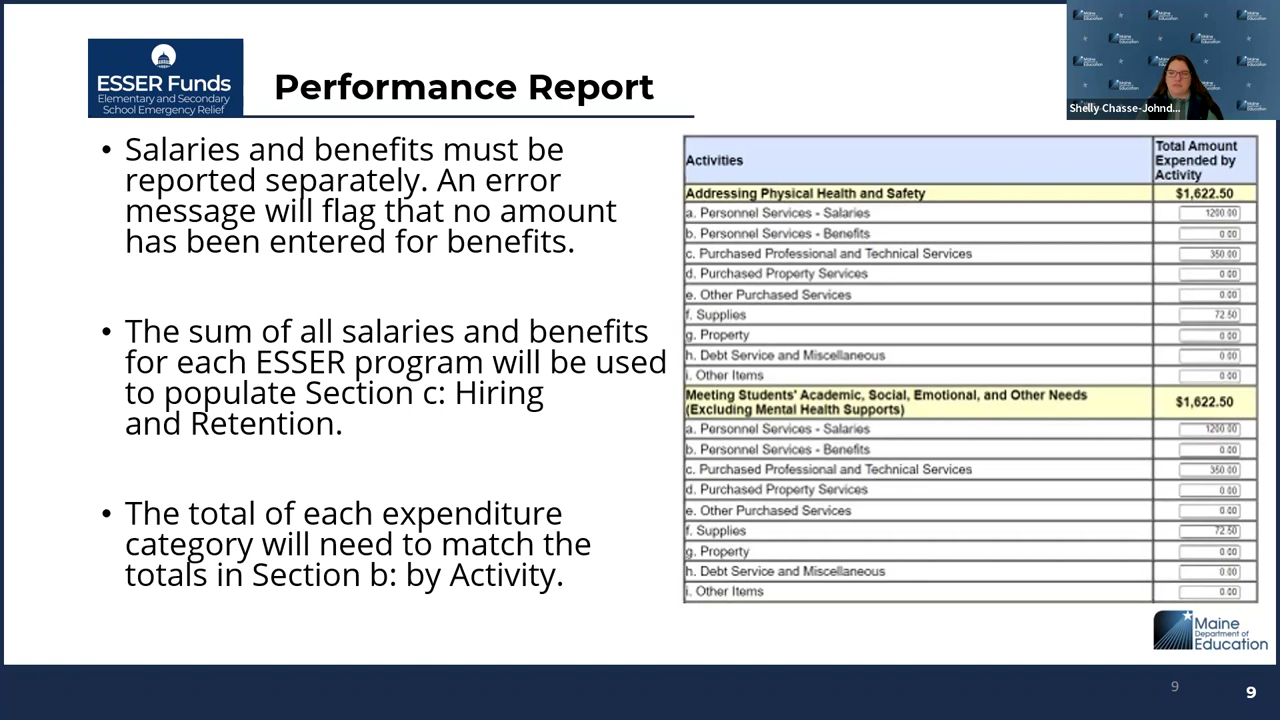 ESSER Funds
Elementary and Secondary
School Emergency Relief
Performance Report
Maine
Department of
Education
Shelly Chasse-Johnd...
• Salaries and benefits must be
reported separately. An error
message will flag that no amount
has been entered for benefits.
• The sum of all salaries and benefits
for each ESSER program will be used
to populate Section c: Hiring
and Retention.
• The total of each expenditure
category will need to match the
totals in Section b: by Activity.
Activities Total Amount
Expended by
Activity
Addressing Physical Health and Safety $1,622.50
a. Personnel Services - Salaries 1200.00
b. Personnel Services - Benefits 0.00
c. Purchased Professional and Technical Services 350.00
d. Purchased Property Services 0.00
e. Other Purchased Services 0.00
f. Supplies 72.50
g. Property 0.00
h. Debt Service and Miscellaneous 0.00
i. Other Items 0.00
Meeting Students' Academic, Social, Emotional, and Other Needs
(Excluding Mental Health Supports) $1,622.50
a. Personnel Services - Salaries 1200.00
b. Personnel Services - Benefits 0.00
c. Purchased Professional and Technical Services 350.00
d. Purchased Property Services 0.00
e. Other Purchased Services 0.00
f. Supplies 72.50
g. Property 0.00
h. Debt Service and Miscellaneous 0.00
i. Other Items 0.00
Maine
Department of
Education
9
9